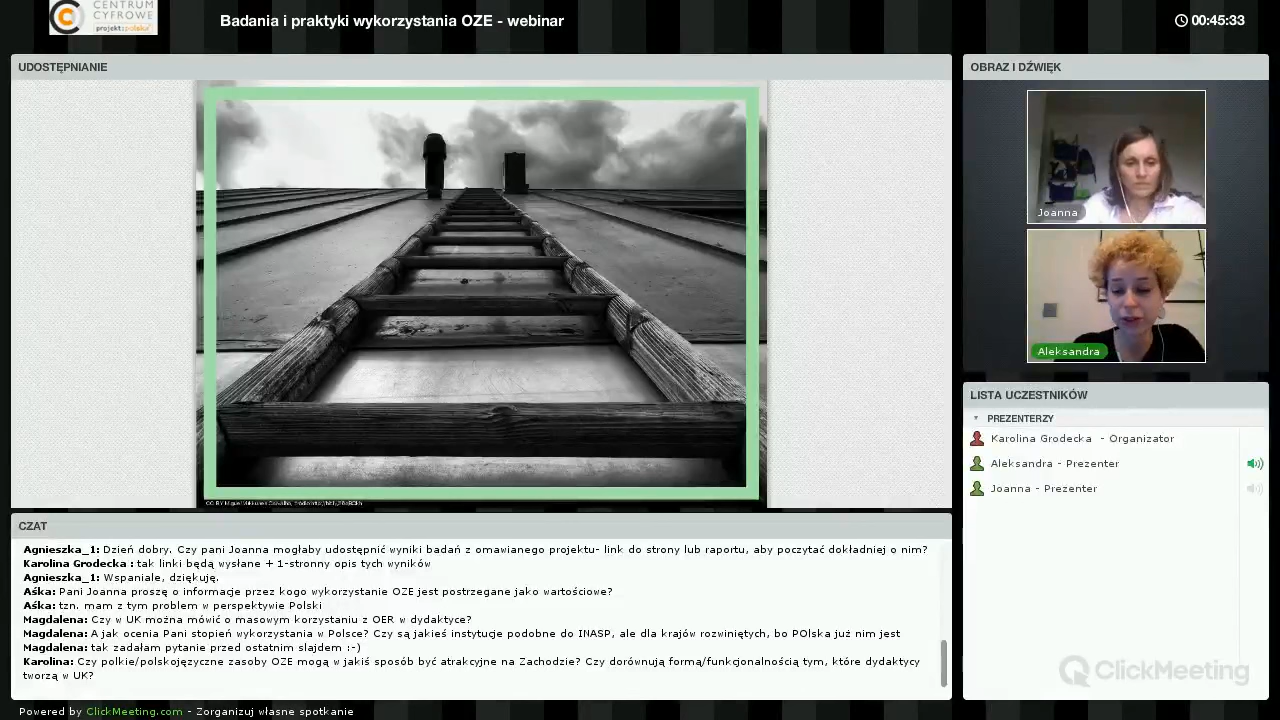 CENTRUM
CYFROWE
projekt: polska
Badania i praktyki wykorzystania OZE - webinar
00:45:33
UDOSTĘPNIANIE
OBRAZ I DŹWIĘK
Joanna
Aleksandra
LISTA UCZESTNIKÓW
PREZENTERZY
Karolina Grodecka - Organizator
Aleksandra - Prezenter
Joanna - Prezenter
CZAT
Agnieszka_1: Dzień dobry. Czy pani Joanna mogłaby udostępnić wyniki badań z omawianego projektu- link do strony lub raportu, aby poczytać dokładniej o nim?
Karolina Grodecka : tak linki będą wysłane + 1-stronny opis tych wyników
Agnieszka_1: Wspaniale, dziękuję.
Aśka: Pani Joanna proszę o informacje przez kogo wykorzystanie OZE jest postrzegane jako wartościowe?
Aśka: tzn. mam z tym problem w perspektywie Polski
Magdalena: Czy w UK można mówić o masowym korzystaniu z OER w dydaktyce?
Magdalena: A jak ocenia Pani stopień wykorzystania w Polsce? Czy są jakieś instytucje podobne do INASP, ale dla krajów rozwiniętych, bo POlska już nim jest
Magdalena: tak zadałam pytanie przed ostatnim slajdem :-)
Karolina: Czy polkie/polskojęzyczne zasoby OZE mogą w jakiś sposób być atrakcyjne na Zachodzie? Czy dorównują formą/funkcjonalnością tym, które dydaktycy
tworzą w UK?
ClickMeeting
Powered by ClickMeeting.com - Zorganizuj własne spotkanie